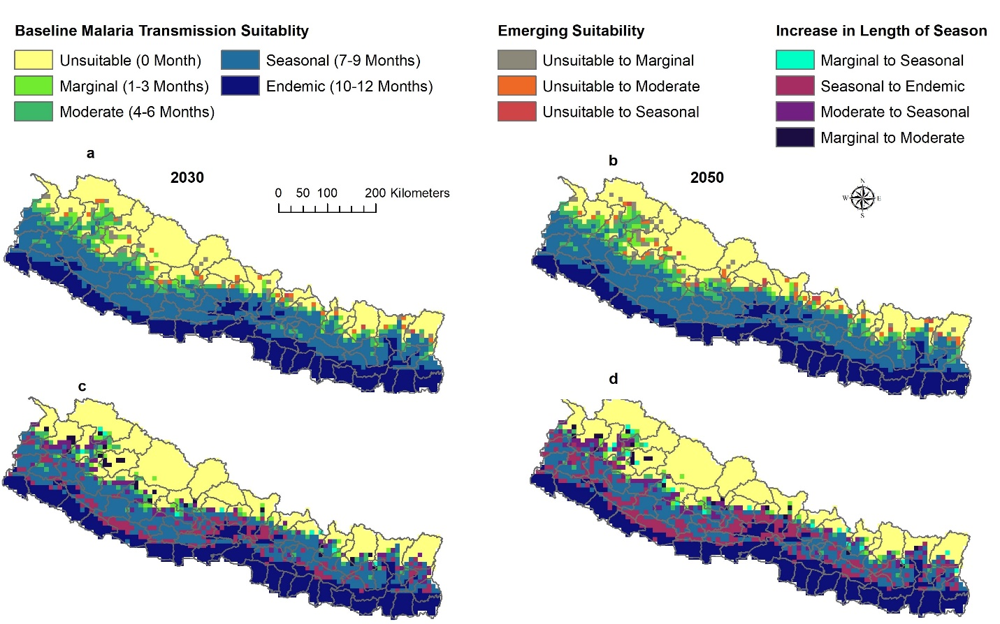 Baseline Malaria Transmission Suitablity
Unsuitable (0 Month)
Marginal (1-3 Months)
Moderate (4-6 Months)
Seasonal (7-9 Months)
Endemic (10-12 Months)
Emerging Suitability
Unsuitable to Marginal
Unsuitable to Moderate
Unsuitable to Seasonal
Increase in Length of Season
Marginal to Seasonal
Seasonal to Endemic
Moderate to Seasonal
Marginal to Moderate
a
2030
0 50 100 200 Kilometers
b
2050
N
W E
S
c
d